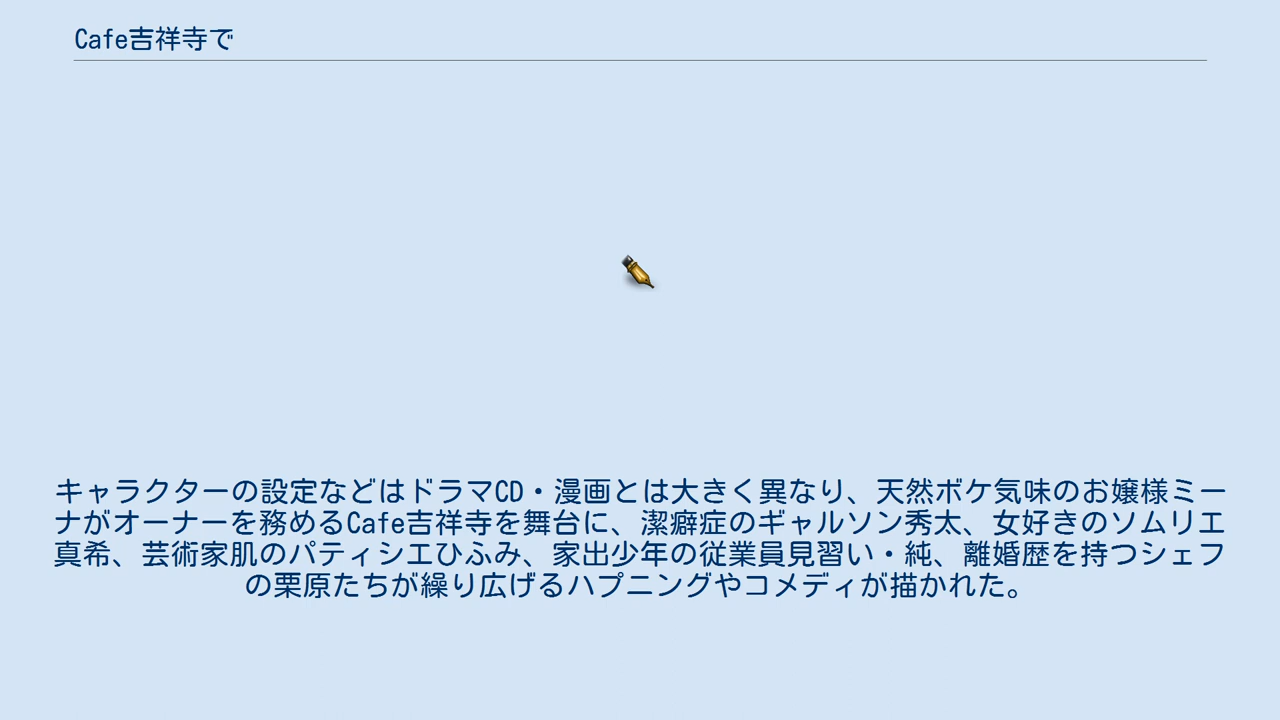 Cafe吉祥寺で
キャラクターの設定などはドラマCD・漫画とは大きく異なり、天然ボケ気味のお嬢様ミー
ナがオーナーを務めるCafe吉祥寺を舞台に、潔癖症のギャルソン秀太、女好きのソムリエ
真希、芸術家肌のパティシエひふみ、家出少年の従業員見習い・純、離婚歴を持つシェフ
の栗原たちが繰り広げるハプニングやコメディが描かれた。